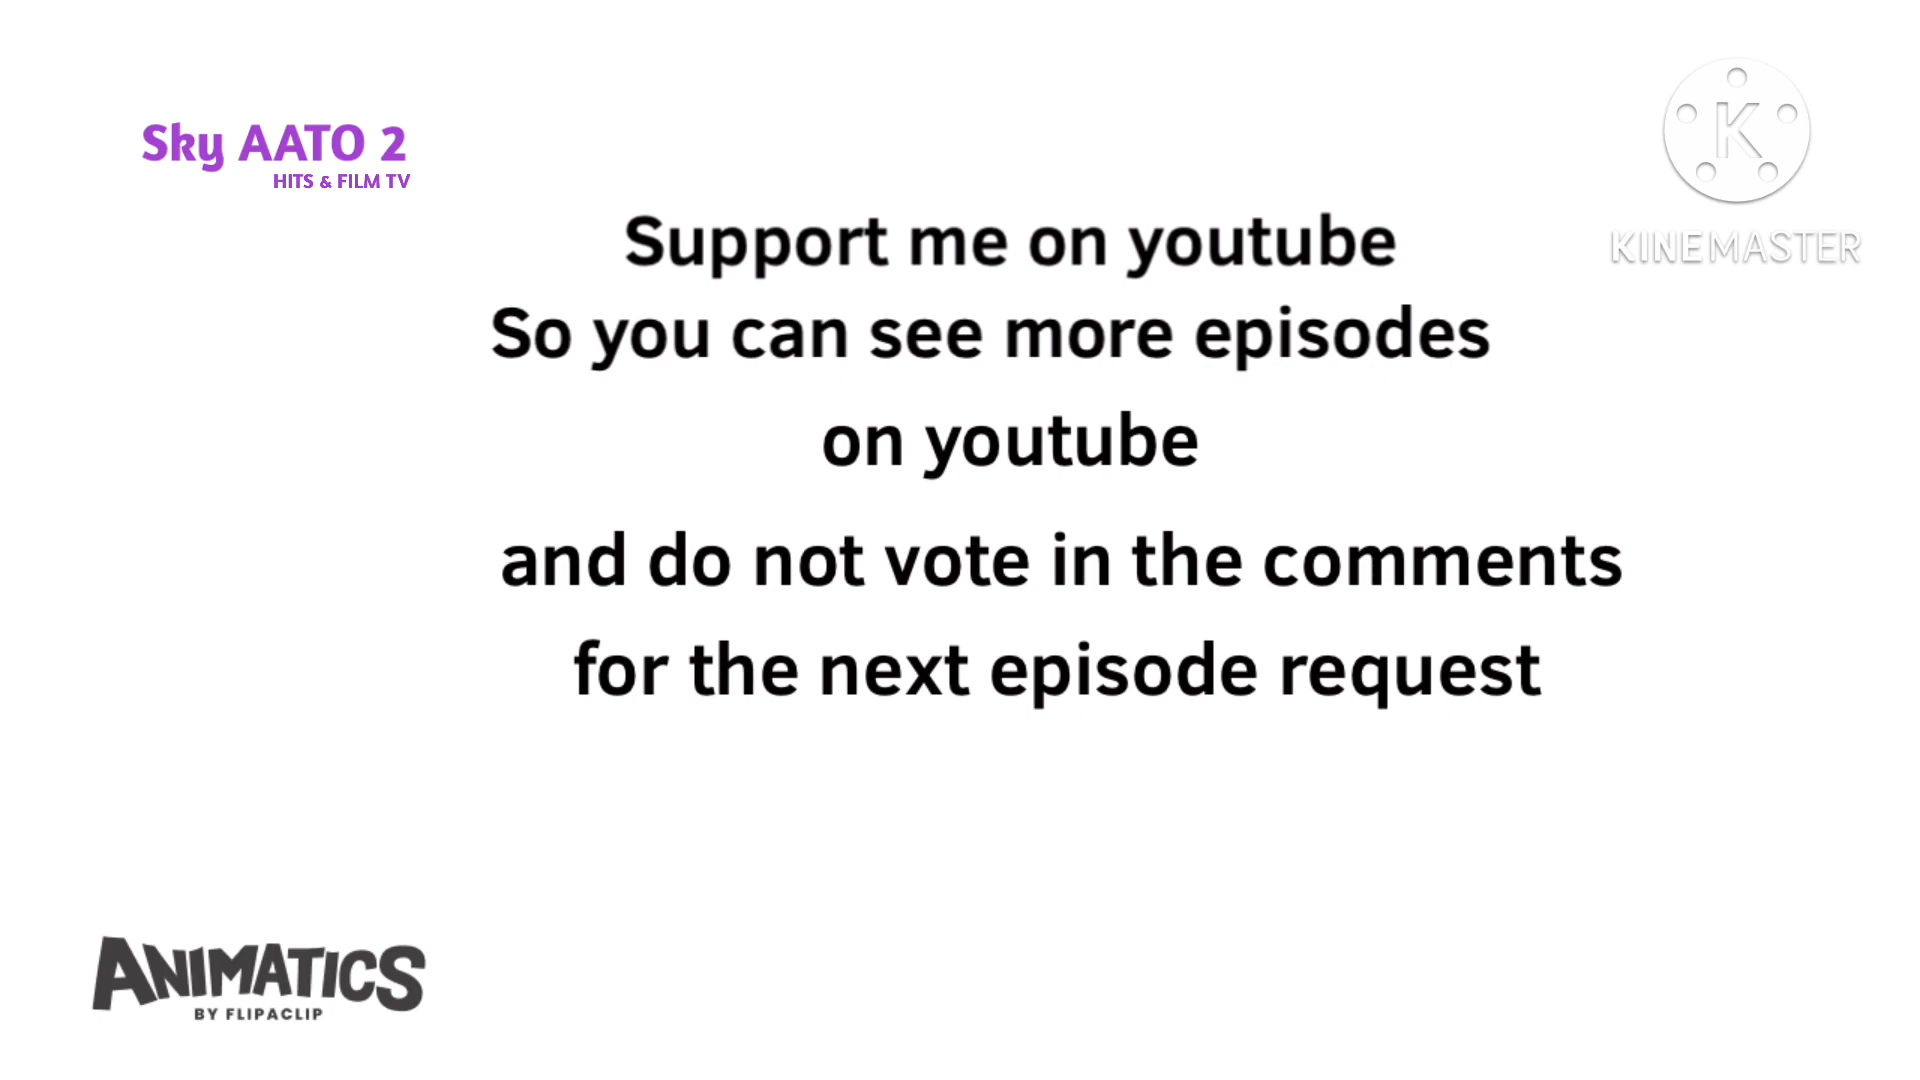 Sky AATO 2
HITS & FILM TV
K
KINEMASTER
Support me on youtube
So you can see more episodes
on youtube
and do not vote in the comments
for the next episode request
ANIMATICS
BY FLIPACLIP